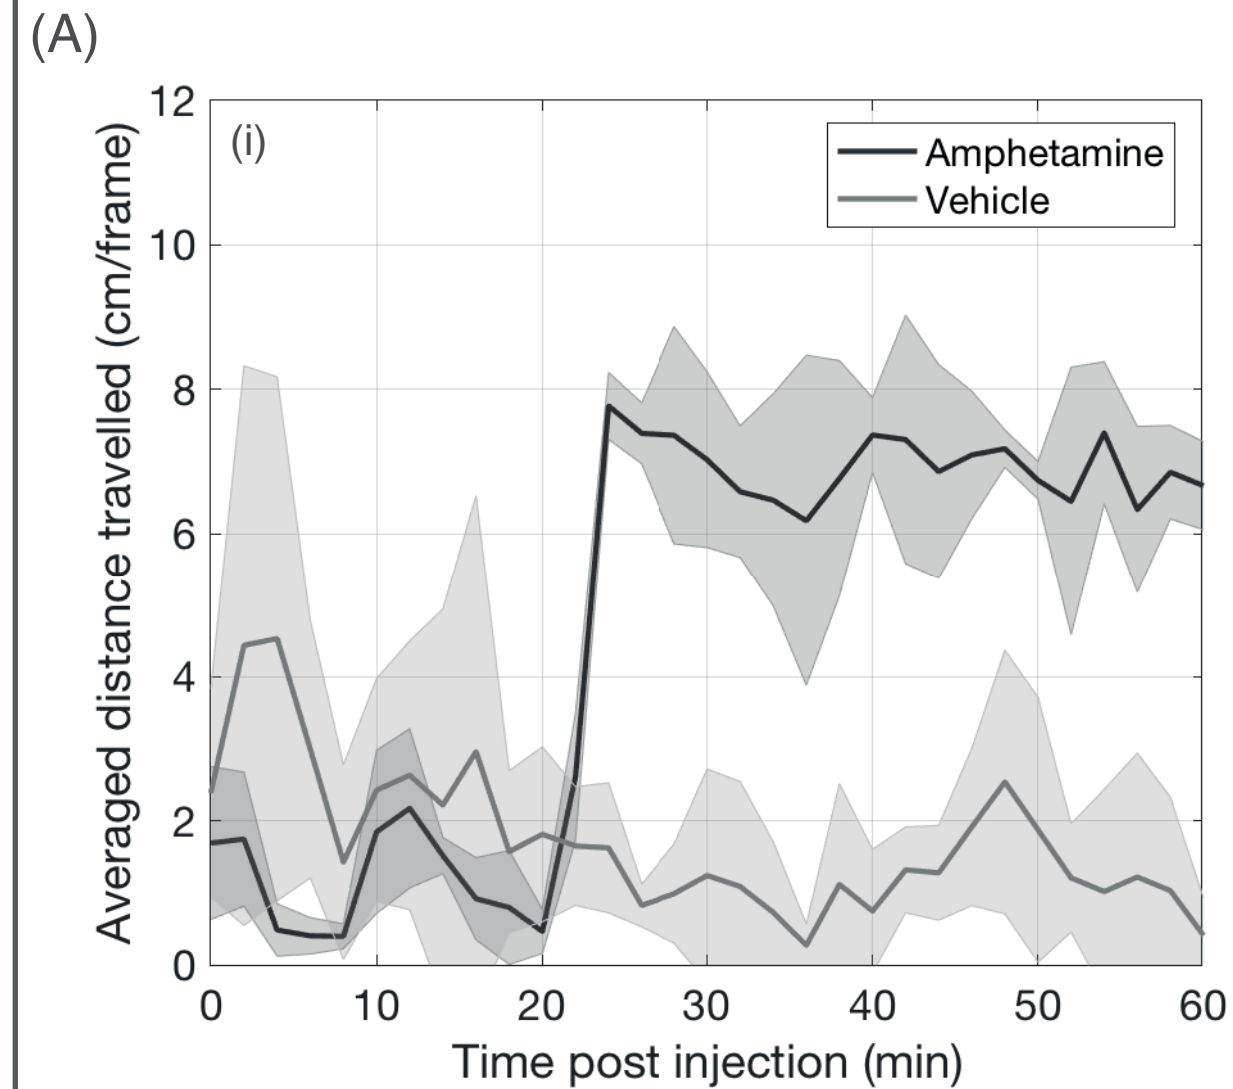 (A)
(i)
Amphetamine
Vehicle
Averaged distance travelled (cm/frame)
12
10
8
6
4
2
0
0 10 20 30 40 50 60
Time post injection (min)